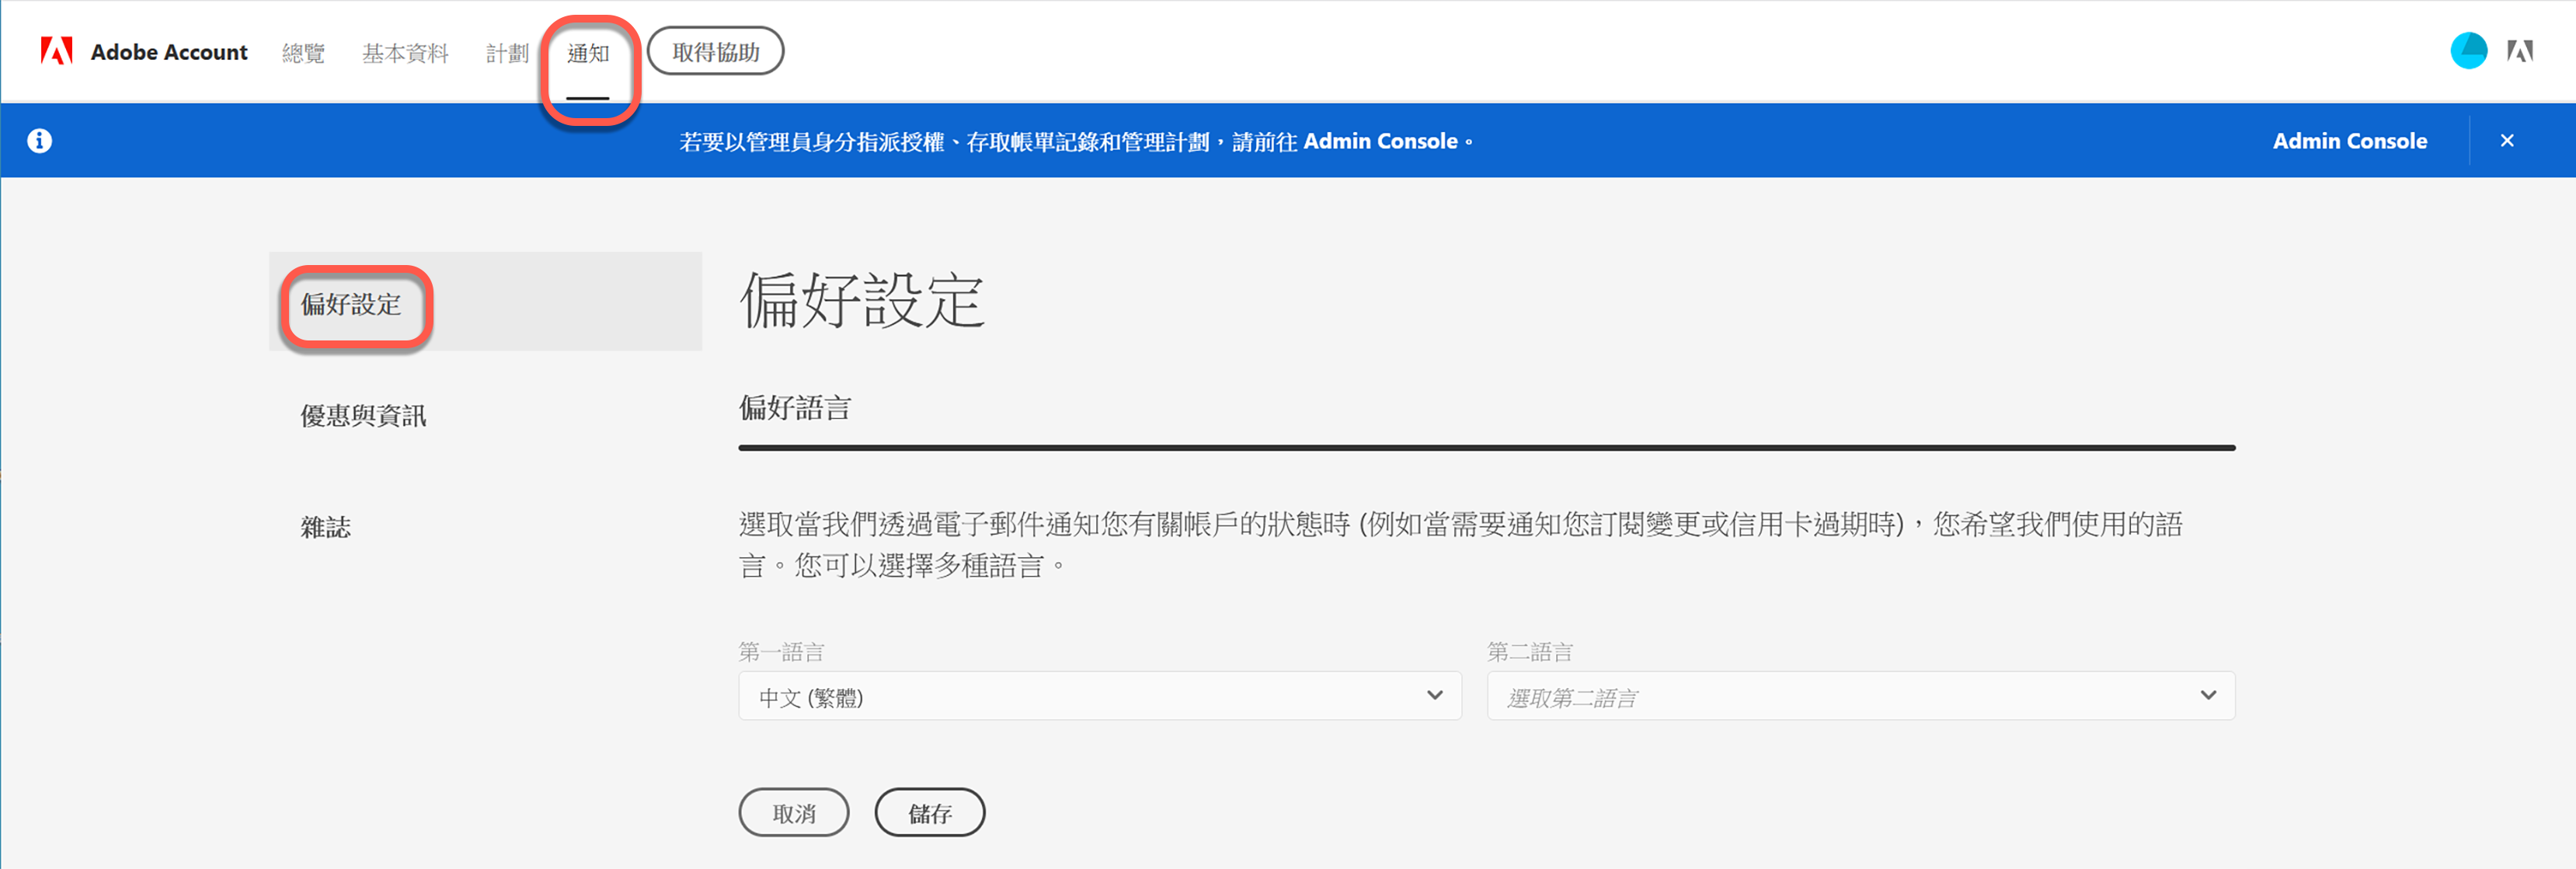 Adobe Account 總覽 基本資料 計劃 通知 取得協助
若要以管理員身分指派授權、存取帳單記錄和管理計劃，請前往 Admin Console。 Admin Console
偏好設定
優惠與資訊
雜誌
偏好設定
偏好語言
選取當我們透過電子郵件通知您有關帳戶的狀態時 (例如當需要通知您訂閱變更或信用卡過期時)，您希望我們使用的語
言。您可以選擇多種語言。
第一語言 第二語言
中文 (繁體) 選取第二語言
取消 儲存